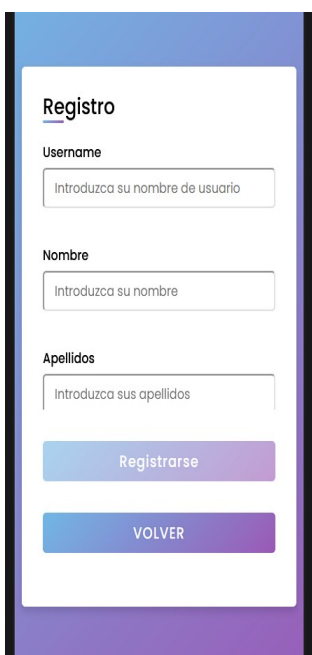 Registro
Username
Introduzca su nombre de usuario
Nombre
Introduzca su nombre
Apellidos
Introduzca sus apellidos
Registrarse
VOLVER